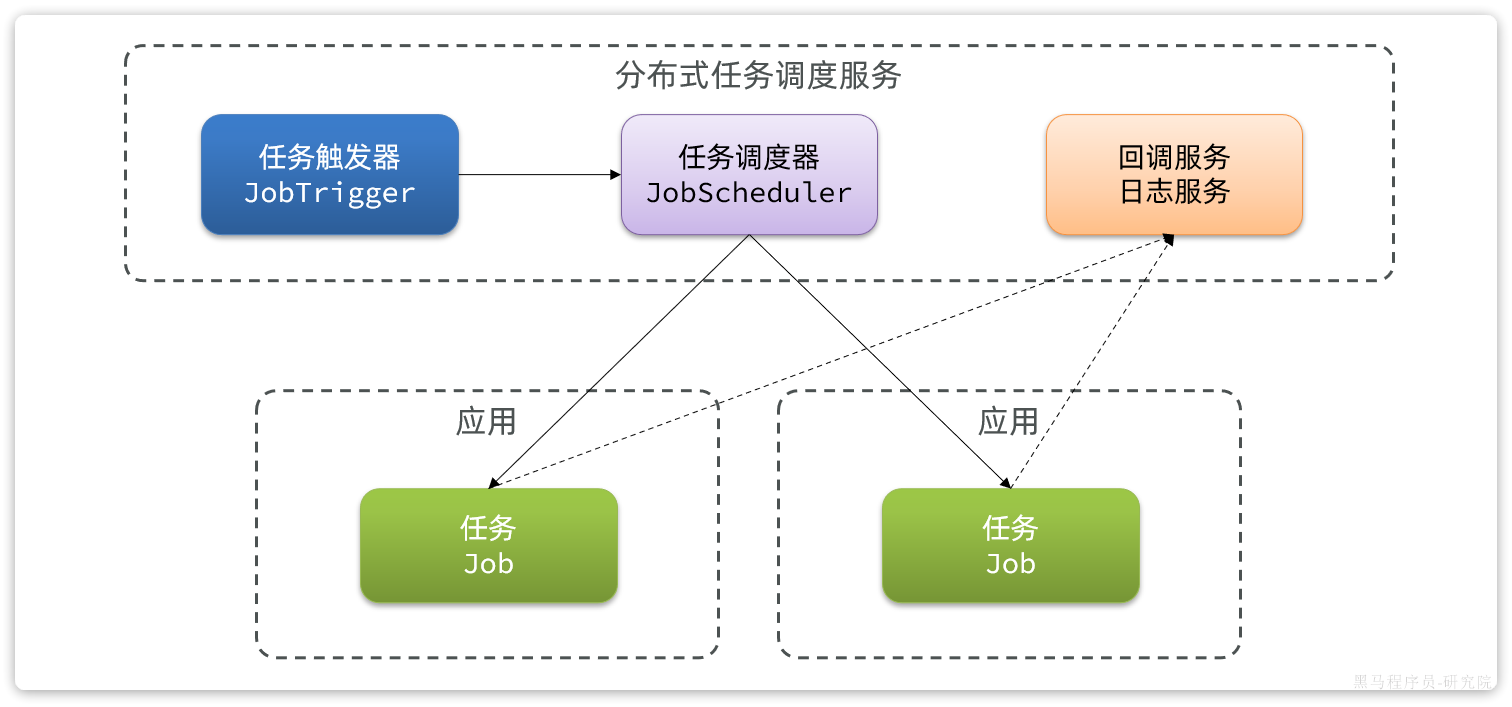 分布式任务调度服务
任务触发器
JobTrigger
任务调度器
JobScheduler
回调服务
日志服务
应用
任务
Job
应用
任务
Job
黑马程序员-研究院